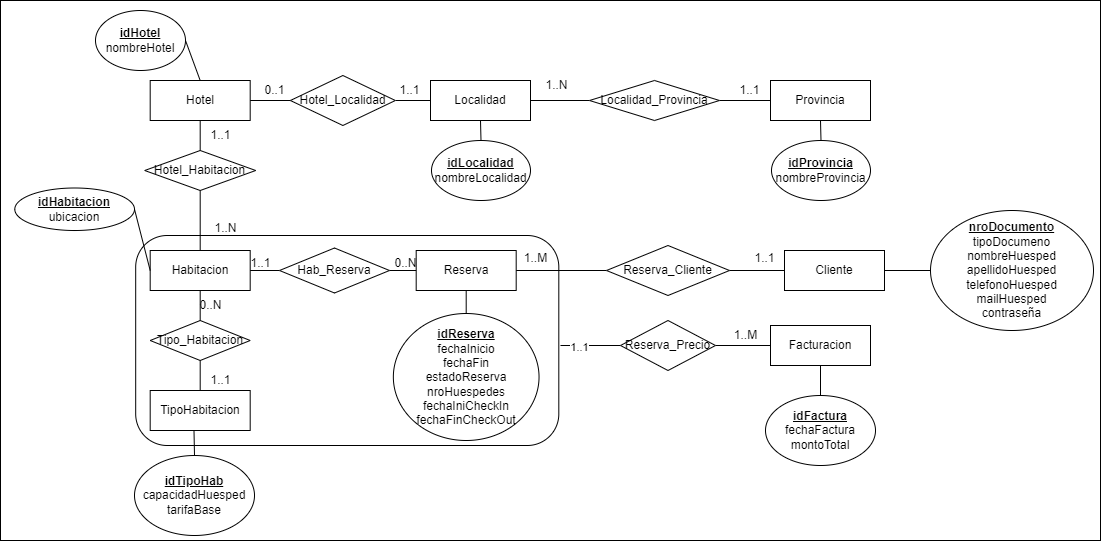 idHotel
nombreHotel
Hotel
0..1
Hotel_Localidad
1..1
Localidad
1..N
Localidad_Provincia
1..1
Provincia
1..1
idLocalidad
nombreLocalidad
idProvincia
nombreProvincia
Hotel_Habitacion
idHabitacion
ubicacion
1..N
Habitacion
1..1
Hab_Reserva
0..N
Reserva
1..M
Reserva_Cliente
1..1
Cliente
nroDocumento
tipoDocumeno
nombreHuesped
apellidoHuesped
telefonoHuesped
mailHuesped
contraseña
0..N
Tipo_Habitacion
1..1
TipoHabitacion
idReserva
fechaInicio
fechaFin
estadoReserva
nroHuespedes
fechaIniCheckIn
fechaFinCheckOut
1..1
Reserva_Precio
1..M
Facturacion
idFactura
fechaFactura
montoTotal
idTipoHab
capacidadHuesped
tarifaBase